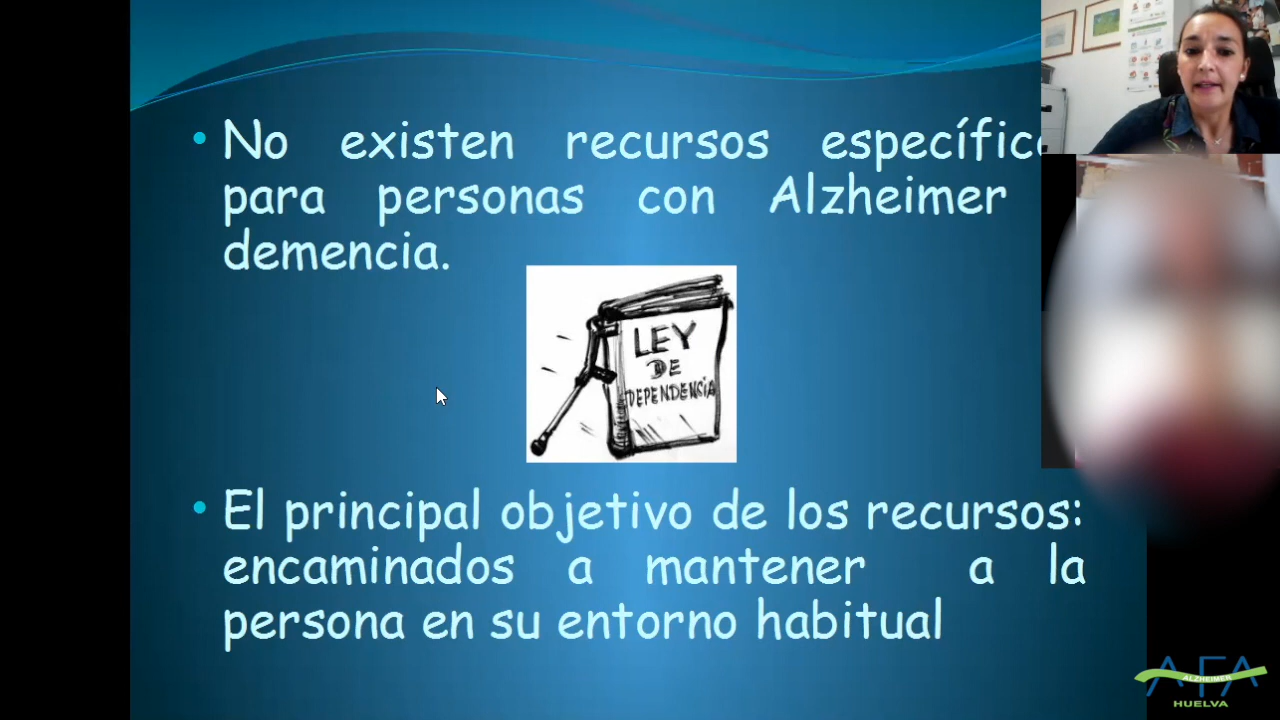 • No existen recursos específico
para personas con Alzheimer
demencia.
LEY
DE
DEPENDENCIA
• El principal objetivo de los recursos:
encaminados a mantener a la
persona en su entorno habitual
AFA
ALZHEIMER
HUELVA